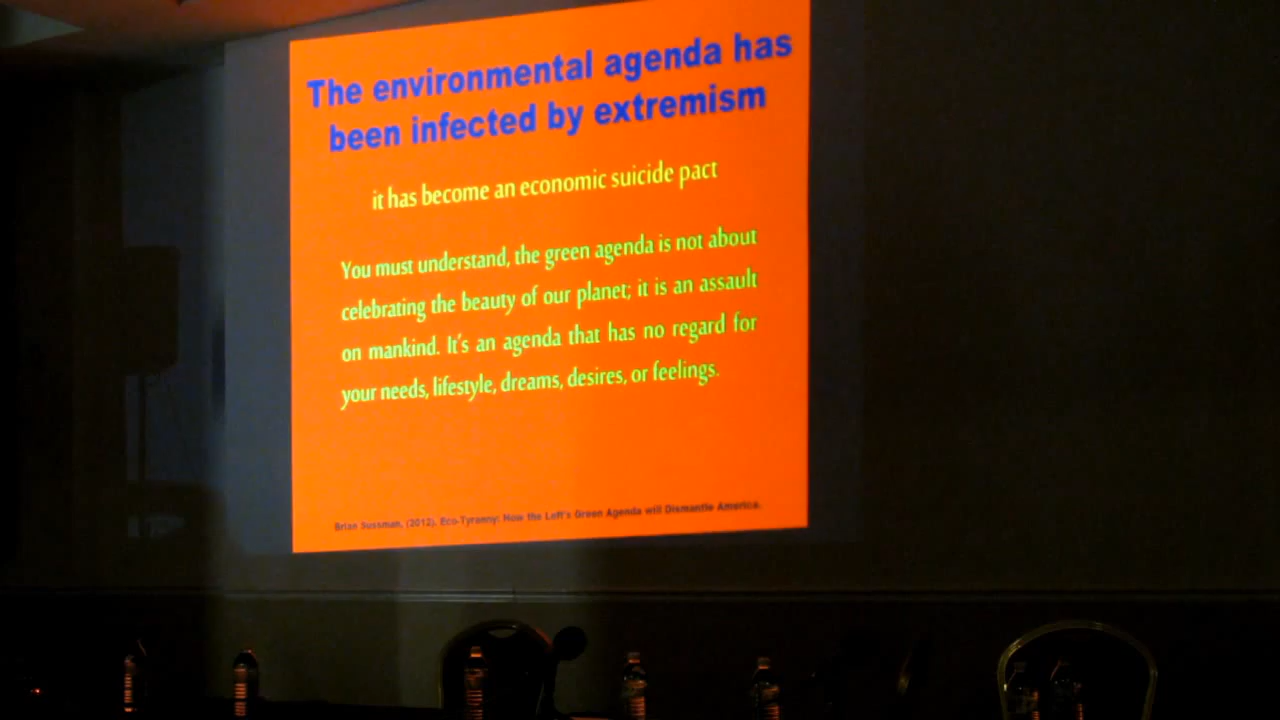 The environmental agenda has
been infected by extremism
it has become an economic suicide pact
You must understand, the green agenda is not about
celebrating the beauty of our planet; it is an assault
on mankind. It's an agenda that has no regard for
your needs, lifestyle, dreams, desires, or feelings.
Brian Sussman, (2012). Eco-Tyranny: How the Left's Green Agenda will Dismantle America.